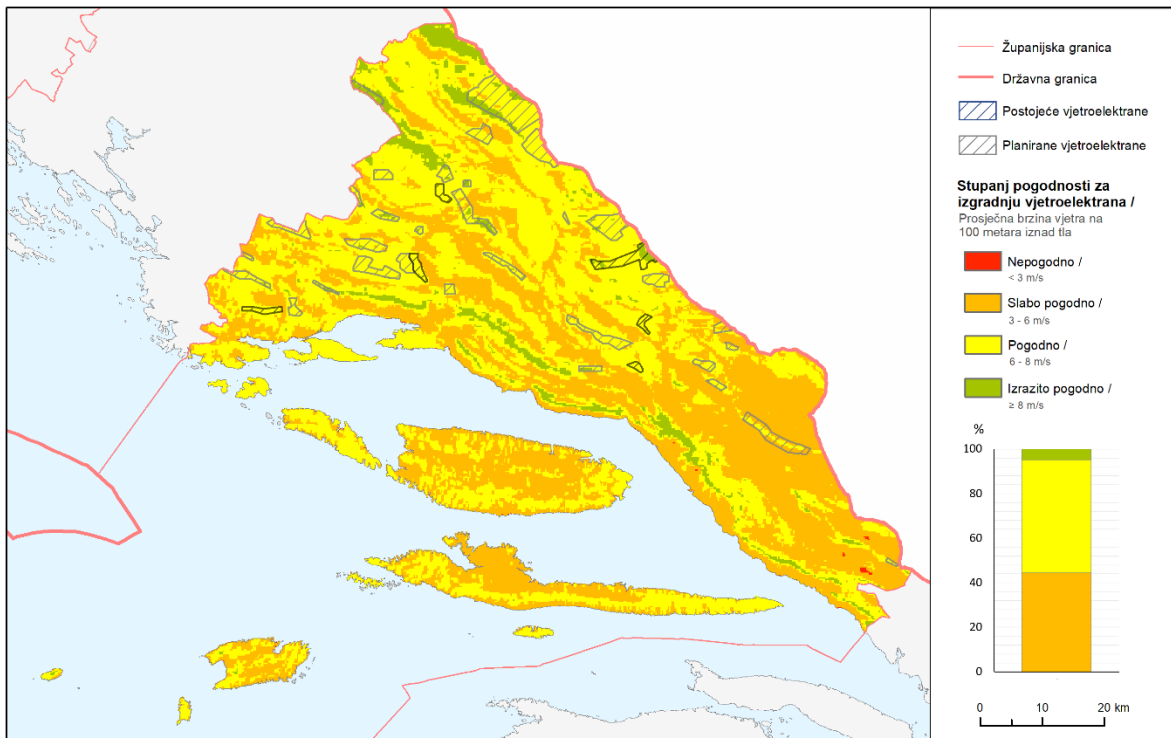 Županijska granica
Državna granica
Postojeće vjetroelektrane
Planirane vjetroelektrane
Stupanj pogodnosti za
izgradnju vjetroelektrana /
Prosječna brzina vjetra na
100 metara iznad tla
Nepogodno /
< 3 m/s
Slabo pogodno /
3 - 6 m/s
Pogodno /
6 - 8 m/s
Izrazito pogodno /
≥ 8 m/s
%
100
80
60
40
20
0
0 10 20 km